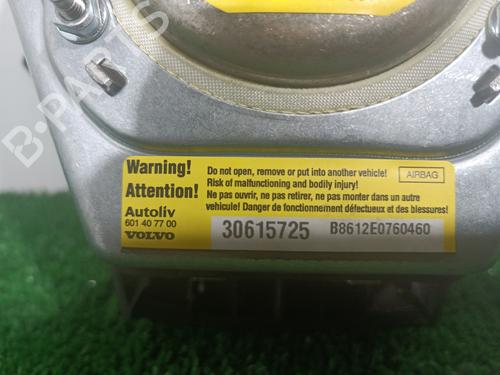 B-PARTS
Warning!
Attention!
Do not open, remove or put into another vehicle!
Risk of malfunctioning and bodily injury!
AIRBAG
Ne pas ouvrir, ne pas retirer, ne pas monter dans un autre
vehicule! Danger de fonctionnement défectueux et des blessures!
Autoliv
601 40 77 00
VOLVO
30615725
B8612E0760460